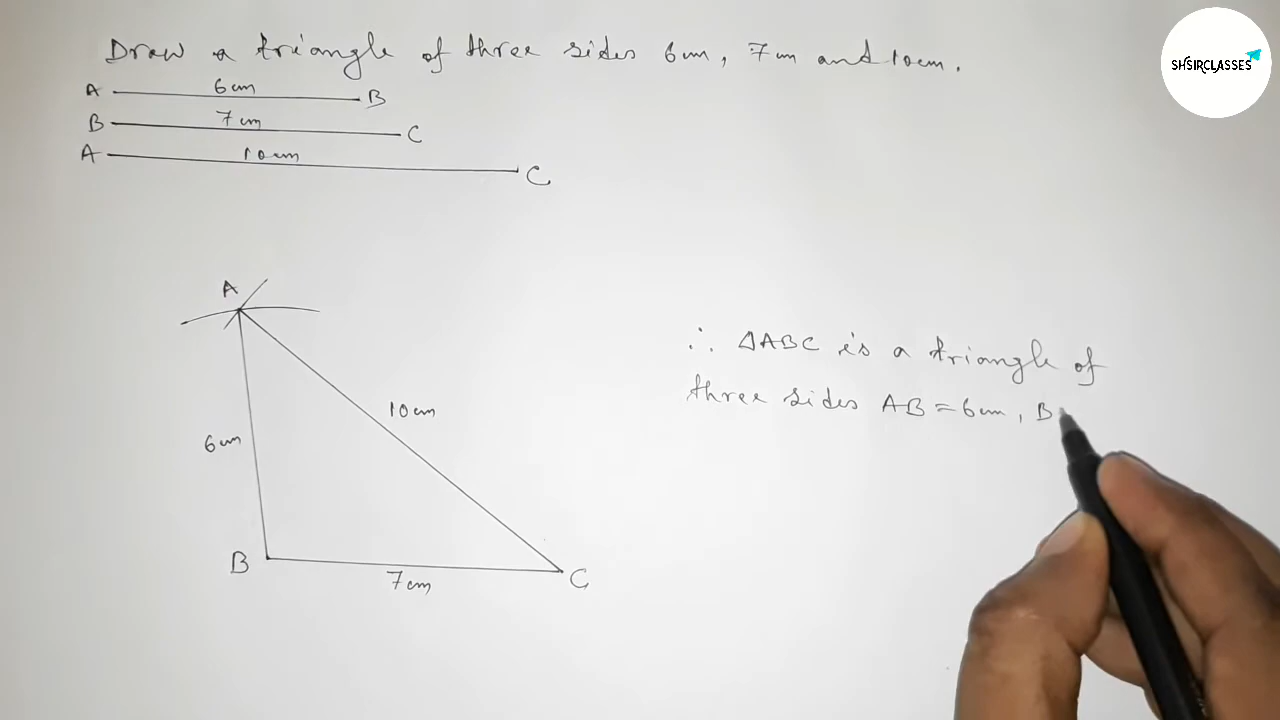 Draw a triangle of three sides 6cm, 7cm and 10cm.
SHSIRCLASSES
A 6cm B
B 7cm C
A 10cm C
A
∴ △ABC is a triangle of
three sides AB = 6cm, B
10cm
6cm
B
7cm
C